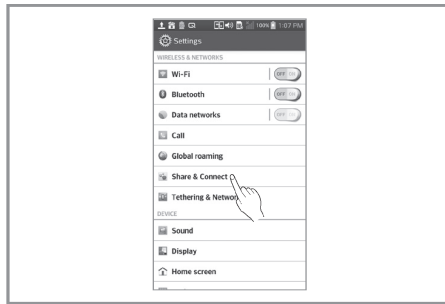 100% 1:07 PM
Settings
WIRELESS & NETWORKS
Wi-Fi
OFF ON
Bluetooth
OFF ON
Data networks
OFF ON
Call
Global roaming
Share & Connect
Tethering & Networ
DEVICE
Sound
Display
Home screen